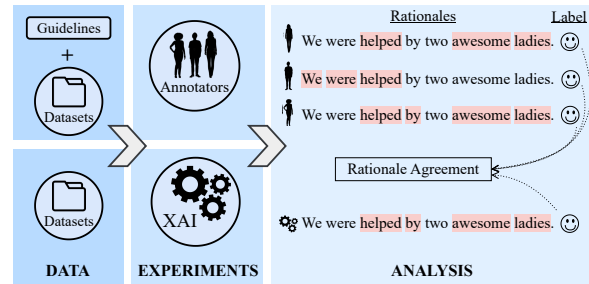 Guidelines
+
Datasets
Datasets
DATA
Annotators
XAI
EXPERIMENTS
Rationales Label
We were helped by two awesome ladies.
We were helped by two awesome ladies.
We were helped by two awesome ladies.
Rationale Agreement
We were helped by two awesome ladies.
ANALYSIS